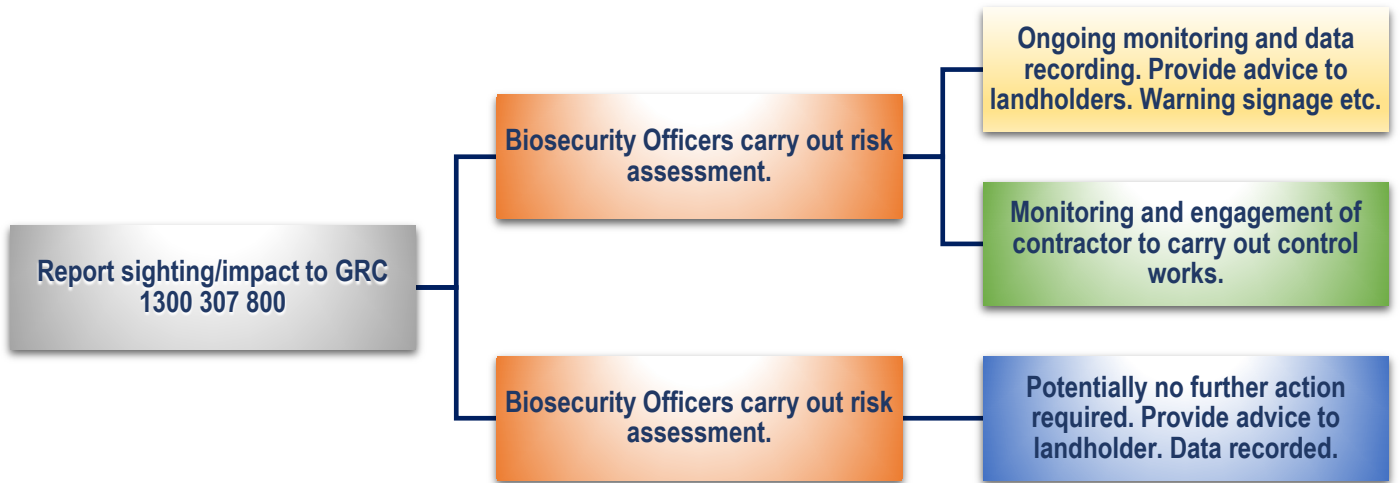 Report sighting/impact to GRC
1300 307 800
Biosecurity Officers carry out risk
assessment.
Ongoing monitoring and data
recording. Provide advice to
landholders. Warning signage etc.
Monitoring and engagement of
contractor to carry out control
works.
Biosecurity Officers carry out risk
assessment.
Potentially no further action
required. Provide advice to
landholder. Data recorded.